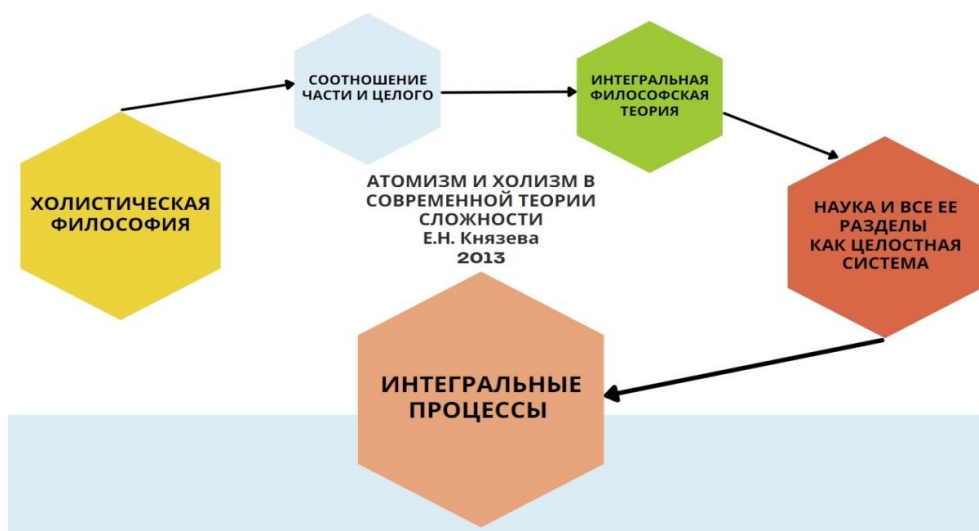 СООТНОШЕНИЕ
ЧАСТИ И ЦЕЛОГО
ИНТЕГРАЛЬНАЯ
ФИЛОСОФСКАЯ
ТЕОРИЯ
ХОЛИСТИЧЕСКАЯ
ФИЛОСОФИЯ
АТОМИЗМ И ХОЛИЗМ В
СОВРЕМЕННОЙ ТЕОРИИ
СЛОЖНОСТИ
Е.Н. Князева
2013
НАУКА И ВСЕ ЕЕ
РАЗДЕЛЫ
КАК ЦЕЛОСТНАЯ
СИСТЕМА
ИНТЕГРАЛЬНЫЕ
ПРОЦЕССЫ